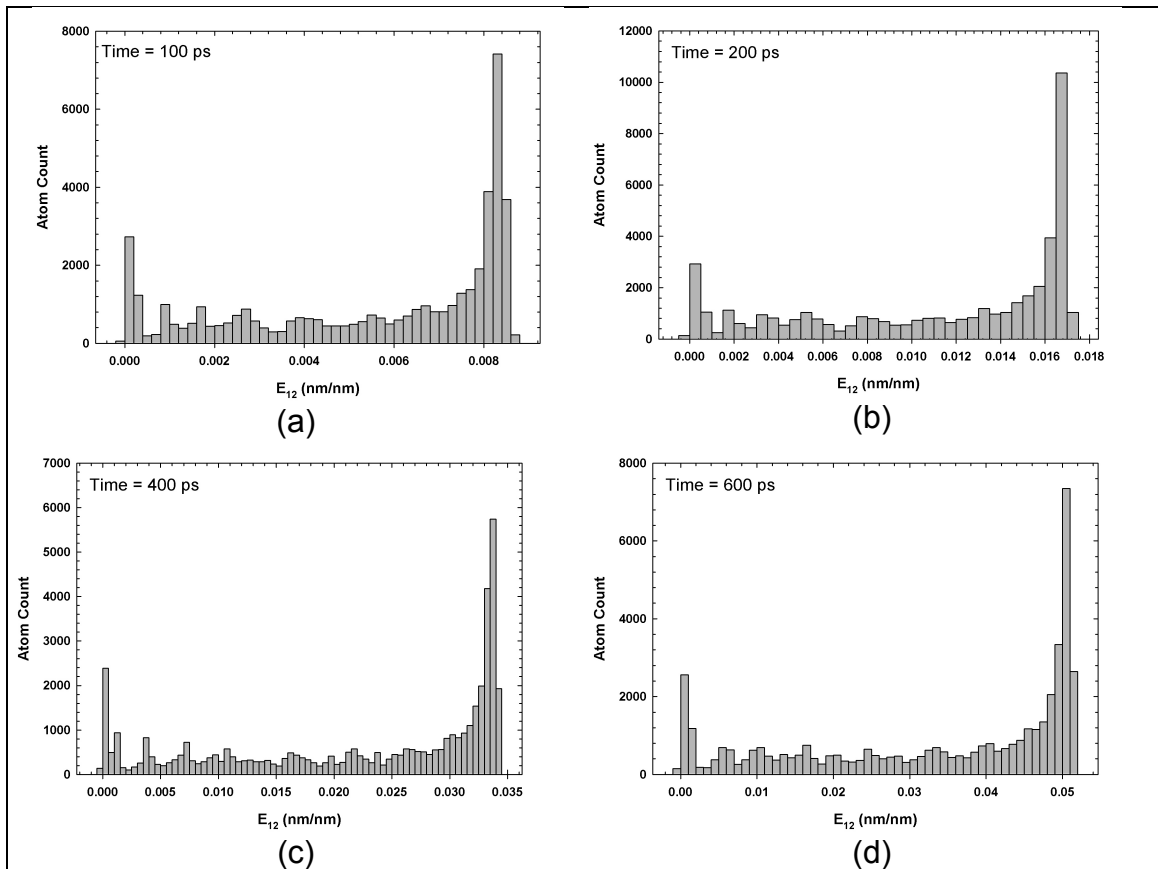 Time = 100 ps
8000
6000
4000
2000
0
Atom Count
0.000 0.002 0.004 0.006 0.008
E₁₂ (nm/nm)
(a)
Time = 200 ps
12000
10000
8000
6000
4000
2000
0
Atom Count
0.000 0.002 0.004 0.006 0.008 0.010 0.012 0.014 0.016 0.018
E₁₂ (nm/nm)
(b)
Time = 400 ps
7000
6000
5000
4000
3000
2000
1000
0
Atom Count
0.000 0.005 0.010 0.015 0.020 0.025 0.030 0.035
E₁₂ (nm/nm)
(c)
Time = 600 ps
8000
6000
4000
2000
0
Atom Count
0.00 0.01 0.02 0.03 0.04 0.05
E₁₂ (nm/nm)
(d)